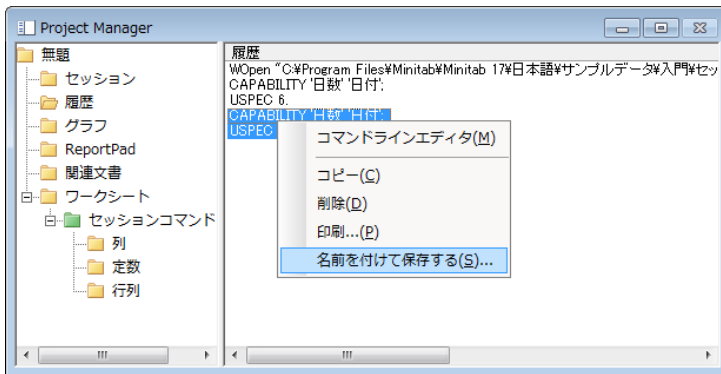 Project Manager
無題
セッション
履歴
グラフ
ReportPad
関連文書
ワークシート
セッションコマンド
列
定数
行列
履歴
WOpen "C:¥Program Files¥Minitab¥Minitab 17¥日本語¥サンプルデータ¥入門¥セッ
CAPABILITY '日数' '日付';
USPEC 6.
CAPABILITY '日数' '日付';
USPEC
コマンドラインエディタ(M)
コピー(C)
削除(D)
印刷...(P)
名前を付けて保存する(S)...